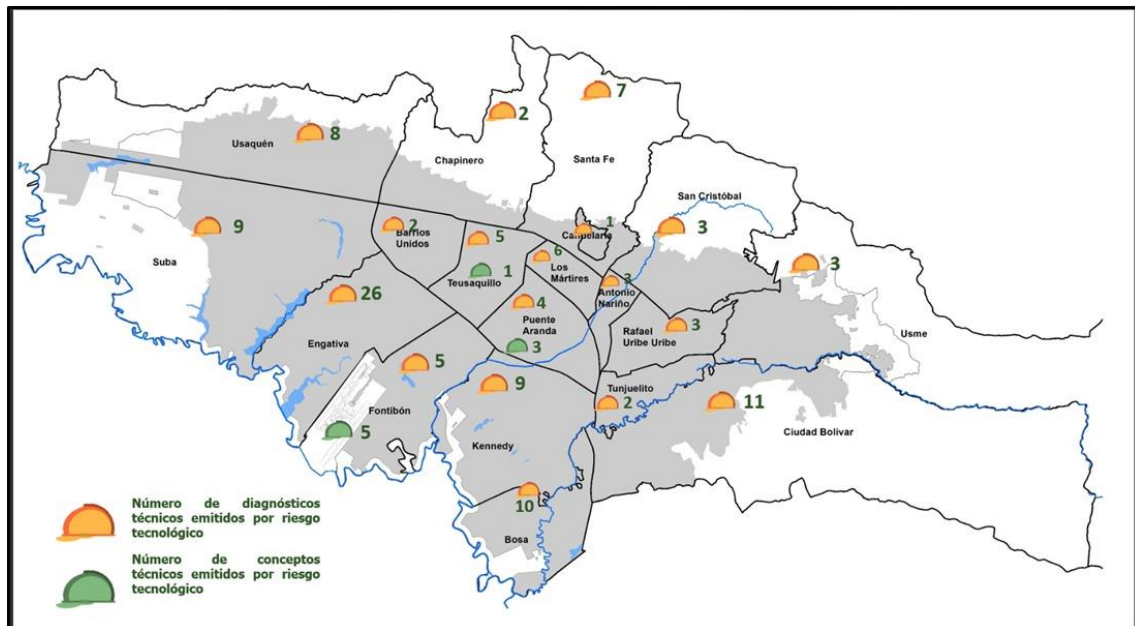 7
2
8
Usaquén
Chapinero
Santa Fe
San Cristóbal
9
2
Barrios
Unidos
5
1
Candelaria
3
Suba
6
Los
Mártires
3
1
Teusaquillo
26
3
Antonio
Nariño
4
Puente
Aranda
3
Rafael
Uribe Uribe
3
Usme
Engativa
5
9
Tunjuelito
2
11
Fontibón
5
Ciudad Bolivar
Kennedy
10
Bosa
Número de diagnósticos
técnicos emitidos por riesgo
tecnológico
Número de conceptos
técnicos emitidos por riesgo
tecnológico